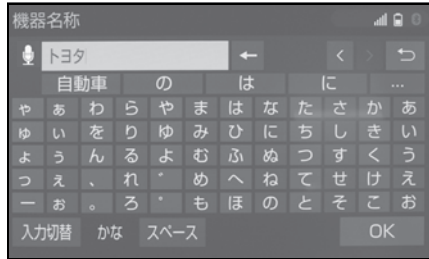 機器名称
トヨタ
自動車 の は に ...
ゃ ぁ わ ら や ま は な た さ か あ
ゅ ぃ を り ゆ み ひ に ち し き い
ょ ぅ ん る よ む ふ ぬ つ す く う
っ ぇ 、 れ ゛ め へ ね て せ け え
ー ぉ 。 ろ ゜ も ほ の と そ こ お
入力切替 かな スペース OK